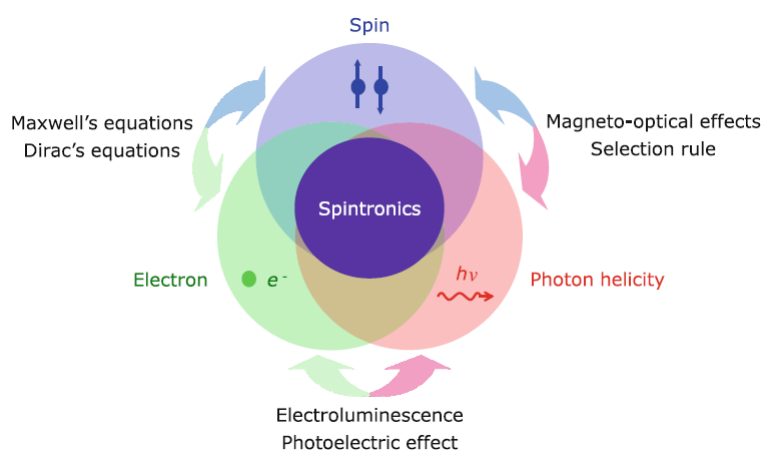 Spin
Maxwell's equations
Dirac's equations
Magneto-optical effects
Selection rule
Spintronics
Electron
e⁻
hν
Photon helicity
Electroluminescence
Photoelectric effect